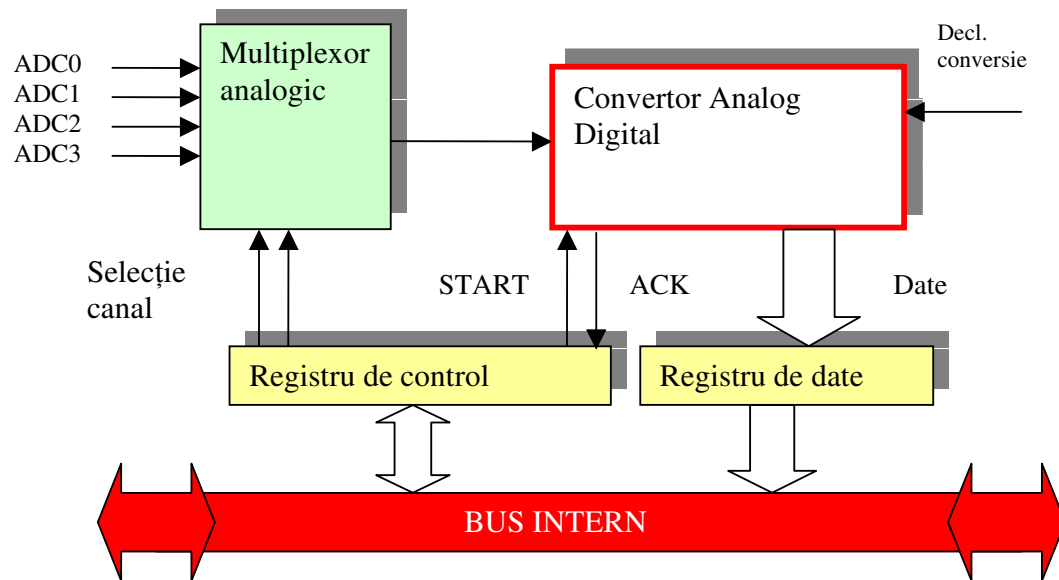 Multiplexor
analogic
Decl.
conversie
ADC0
ADC1
ADC2
ADC3
Convertor Analog
Digital
Selecție
canal
START
ACK
Date
Registru de control
Registru de date
BUS INTERN